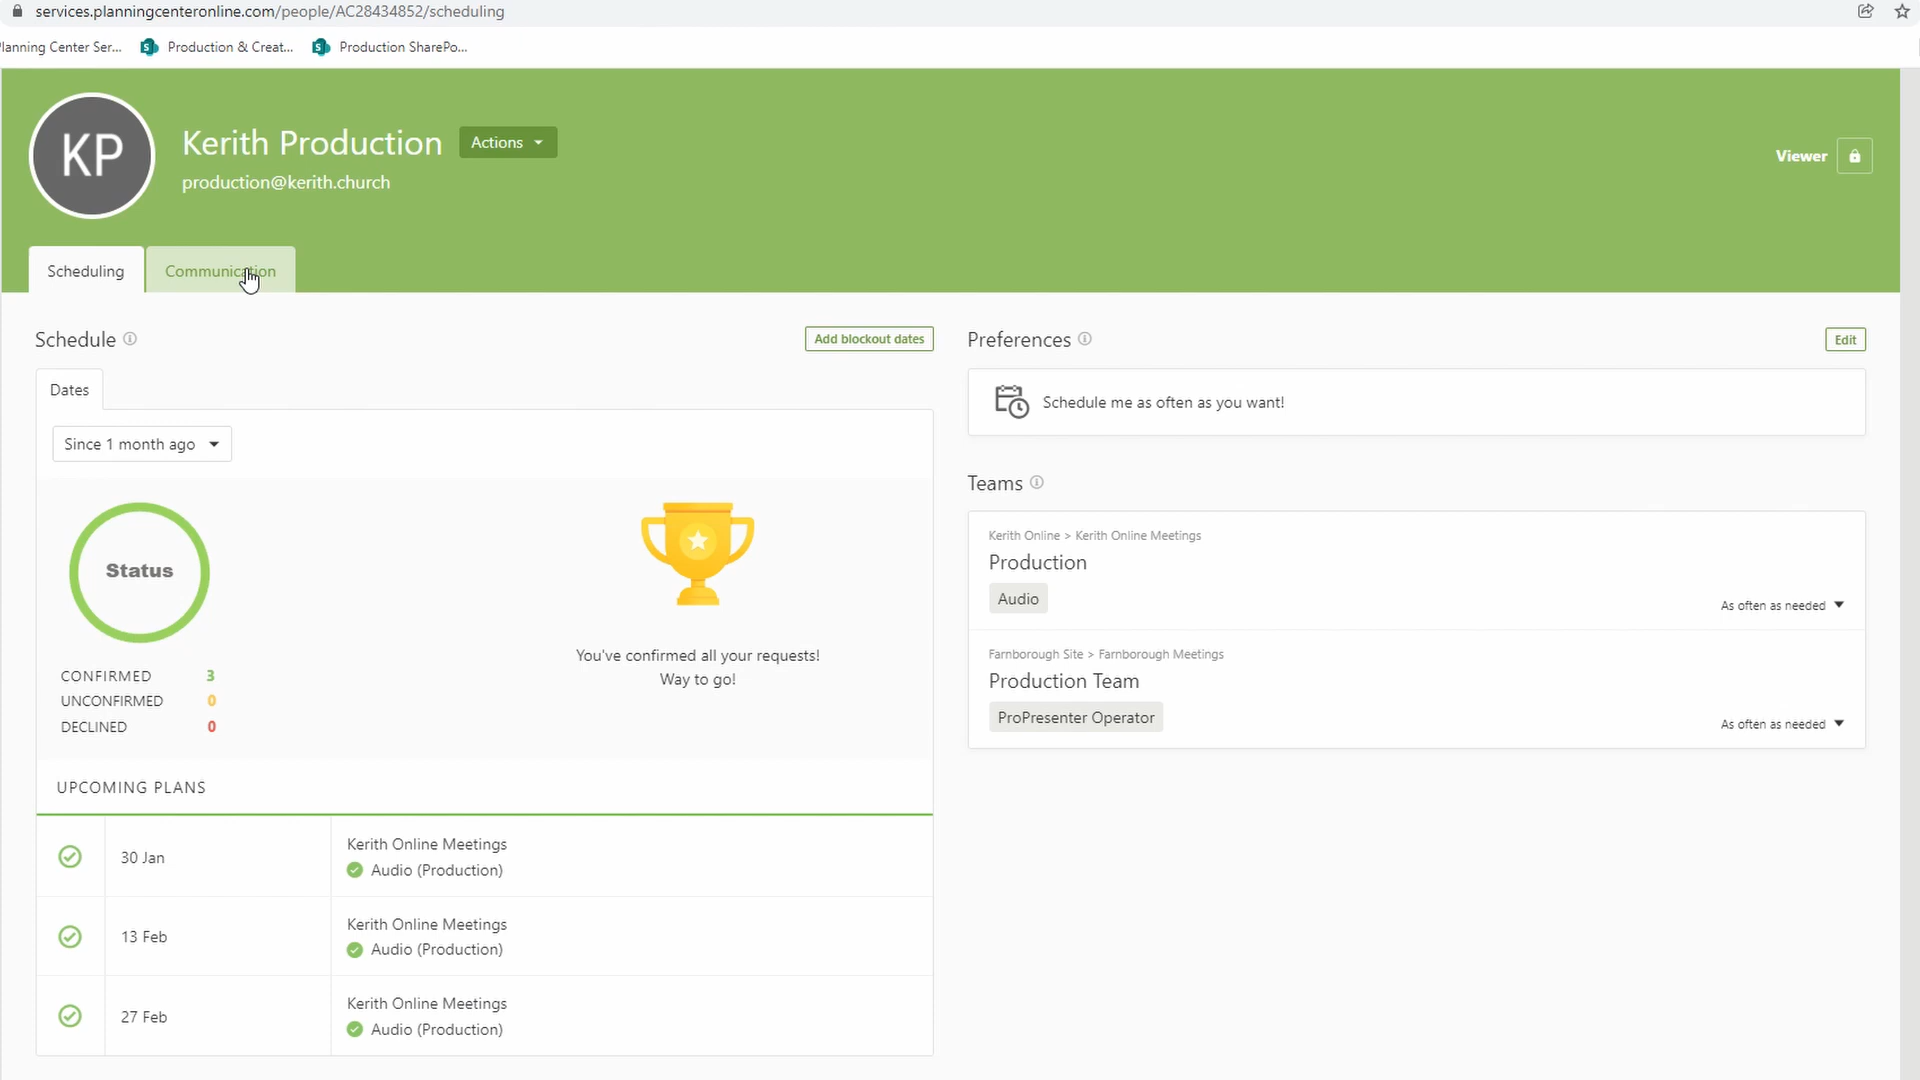 services.planningcenteronline.com/people/AC28434852/scheduling
lanning Center Ser... Production & Creat... Production SharePo...
KP
Kerith Production
Actions
production@kerith.church
Viewer
Scheduling
Communication
Schedule
Add blockout dates
Dates
Since 1 month ago
Status
CONFIRMED 3
UNCONFIRMED 0
DECLINED 0
You've confirmed all your requests!
Way to go!
UPCOMING PLANS
30 Jan
Kerith Online Meetings
Audio (Production)
13 Feb
Kerith Online Meetings
Audio (Production)
27 Feb
Kerith Online Meetings
Audio (Production)
Preferences
Edit
Schedule me as often as you want!
Teams
Kerith Online > Kerith Online Meetings
Production
Audio
As often as needed
Farnborough Site > Farnborough Meetings
Production Team
ProPresenter Operator
As often as needed